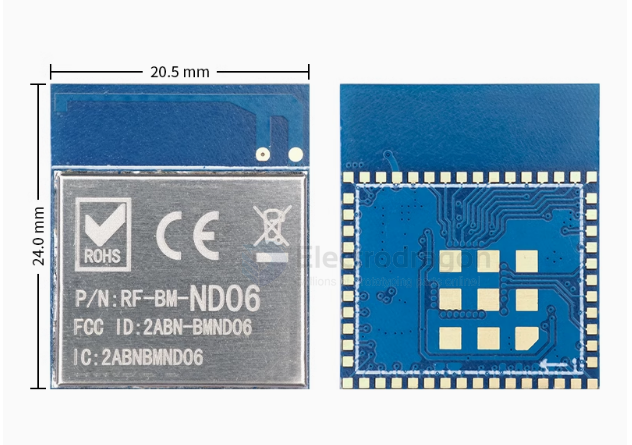 20.5 mm
24.0 mm
ROHS
CE
P/N:RF-BM-ND06
FCC ID:2ABN-BMND06
IC:2ABNBMND06
Electrodragon